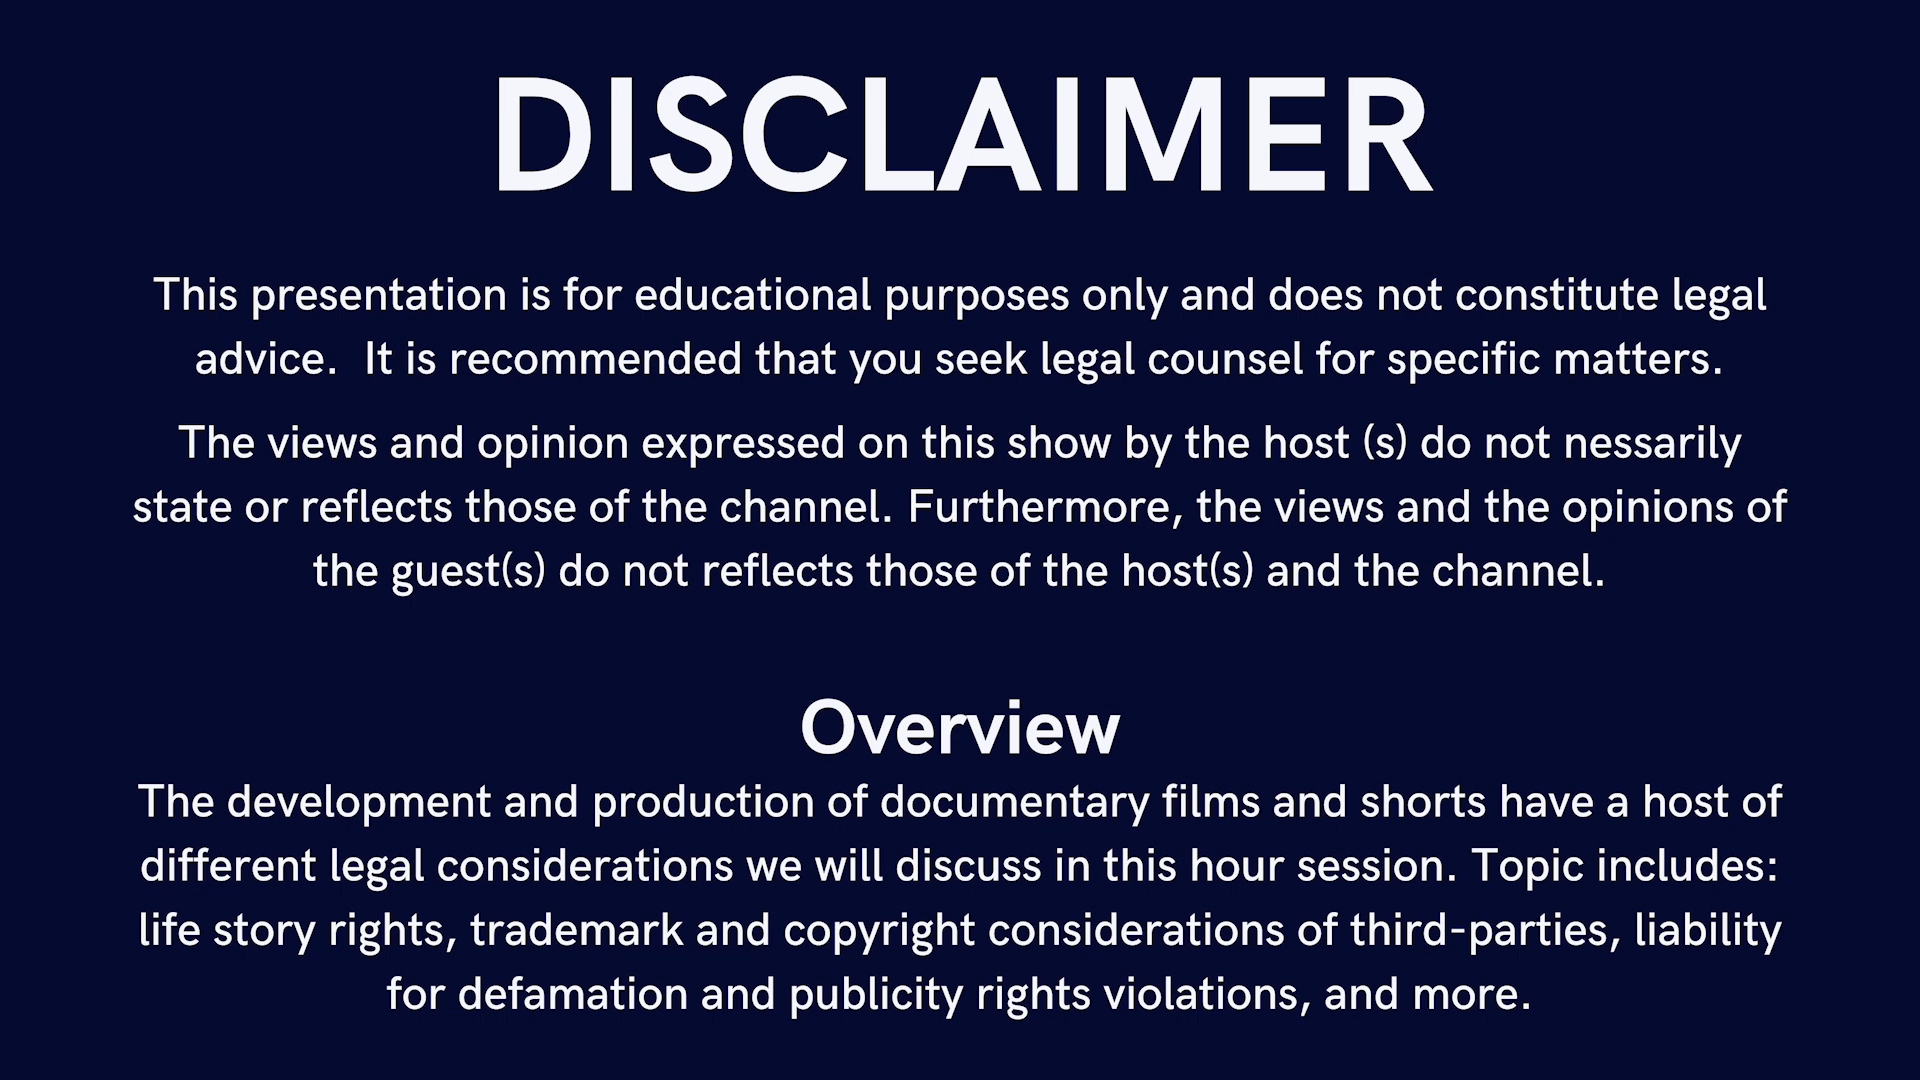 DISCLAIMER
This presentation is for educational purposes only and does not constitute legal
advice.  It is recommended that you seek legal counsel for specific matters.
The views and opinion expressed on this show by the host (s) do not nessarily
state or reflects those of the channel. Furthermore, the views and the opinions of
the guest(s) do not reflects those of the host(s) and the channel.
Overview
The development and production of documentary films and shorts have a host of
different legal considerations we will discuss in this hour session. Topic includes:
life story rights, trademark and copyright considerations of third-parties, liability
for defamation and publicity rights violations, and more.